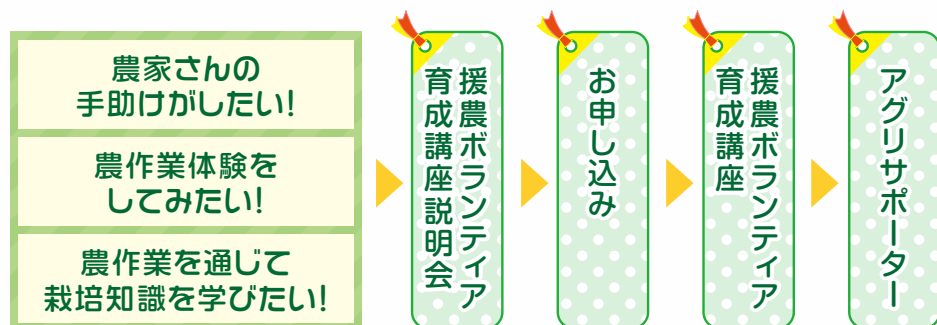 農家さんの
手助けがしたい!
農作業体験を
してみたい!
農作業を通じて
栽培知識を学びたい!
援農ボランティア
育成講座説明会
お申し込み
援農ボランティア
育成講座
アグリサポーター